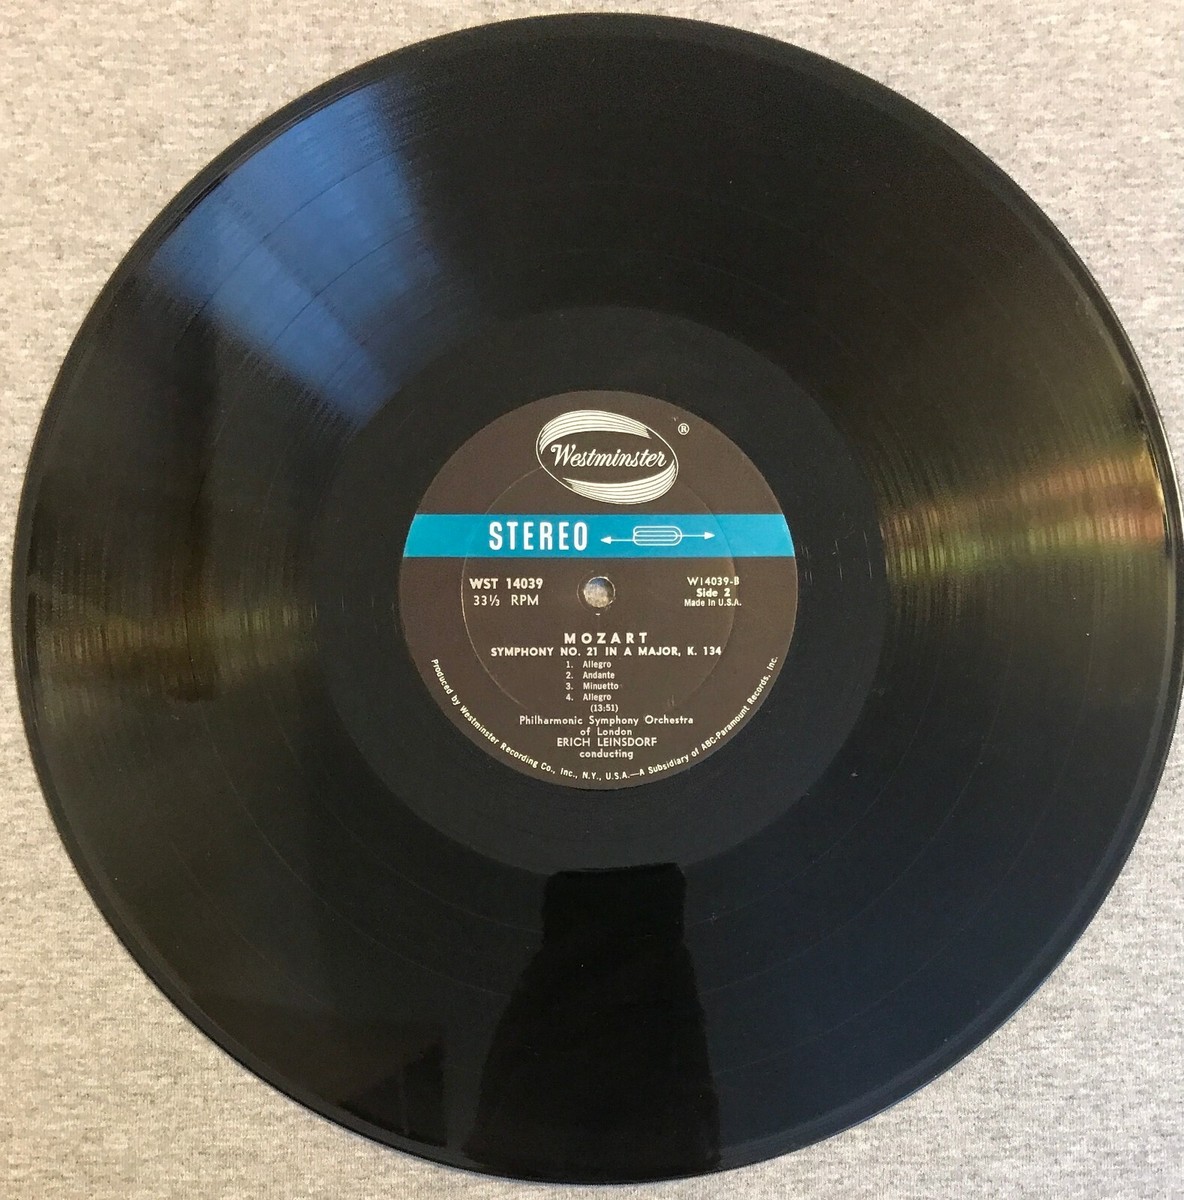 Westminster ®
STEREO
WST 14039
33⅓ RPM
W14039-B
Side 2
Made in U.S.A.
MOZART
SYMPHONY NO. 21 IN A MAJOR, K. 134
1. Allegro
2. Andante
3. Minuetto
4. Allegro
(13:51)
Philharmonic Symphony Orchestra
of London
ERICH LEINSDORF
conducting
Produced by Westminster Recording Co., Inc., N.Y., U.S.A.—A Subsidiary of ABC-Paramount Records, Inc.